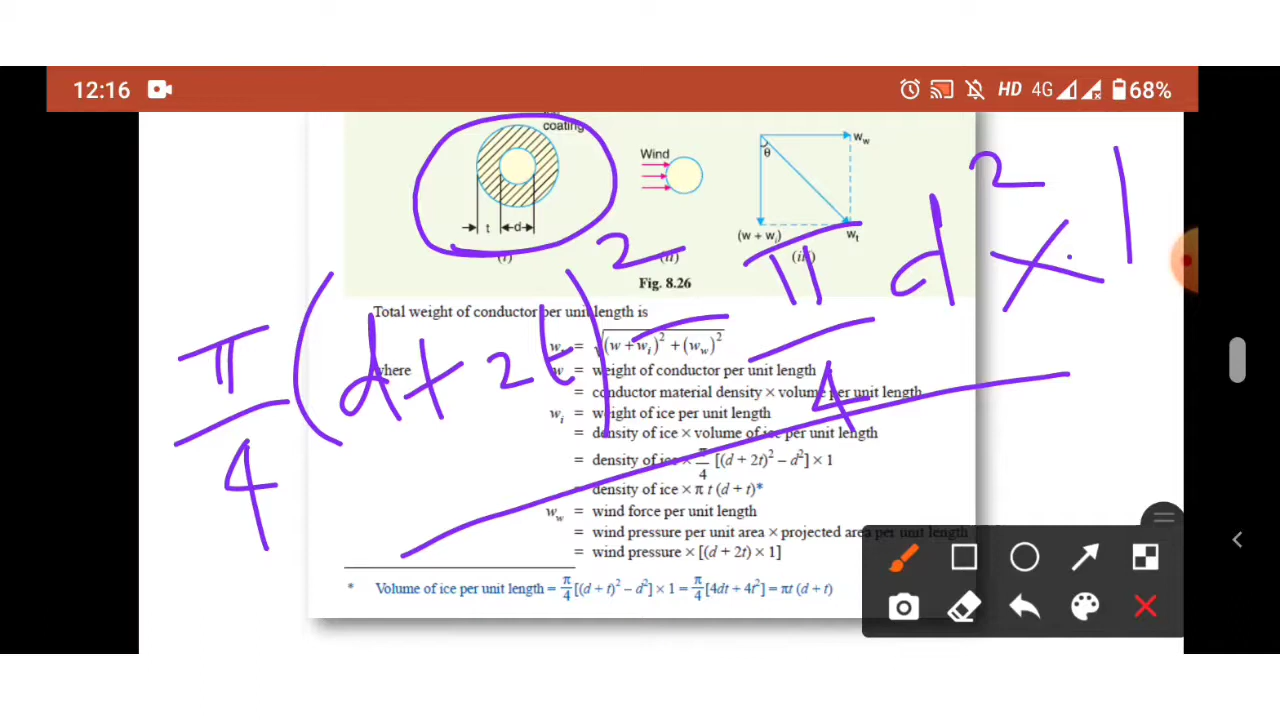 12:16 HD 4G 68%
coating
Wind
w_w
θ
t d
(w + w_i) w_t
(i) (ii) (iii)
Fig. 8.26
π/4 (d+2t)² − π/4 d² × 1
Total weight of conductor per unit length is
w_t = √((w + w_i)² + (w_w)²)
where w = weight of conductor per unit length
= conductor material density × volume per unit length
w_i = weight of ice per unit length
= density of ice × volume of ice per unit length
= density of ice × π/4 [(d + 2t)² – d²] × 1
= density of ice × π t (d + t)*
w_w = wind force per unit length
= wind pressure per unit area × projected area per unit length
= wind pressure × [(d + 2t) × 1]
* Volume of ice per unit length = π/4 [(d + t)² – d²] × 1 = π/4 [4dt + 4t²] = πt (d + t)